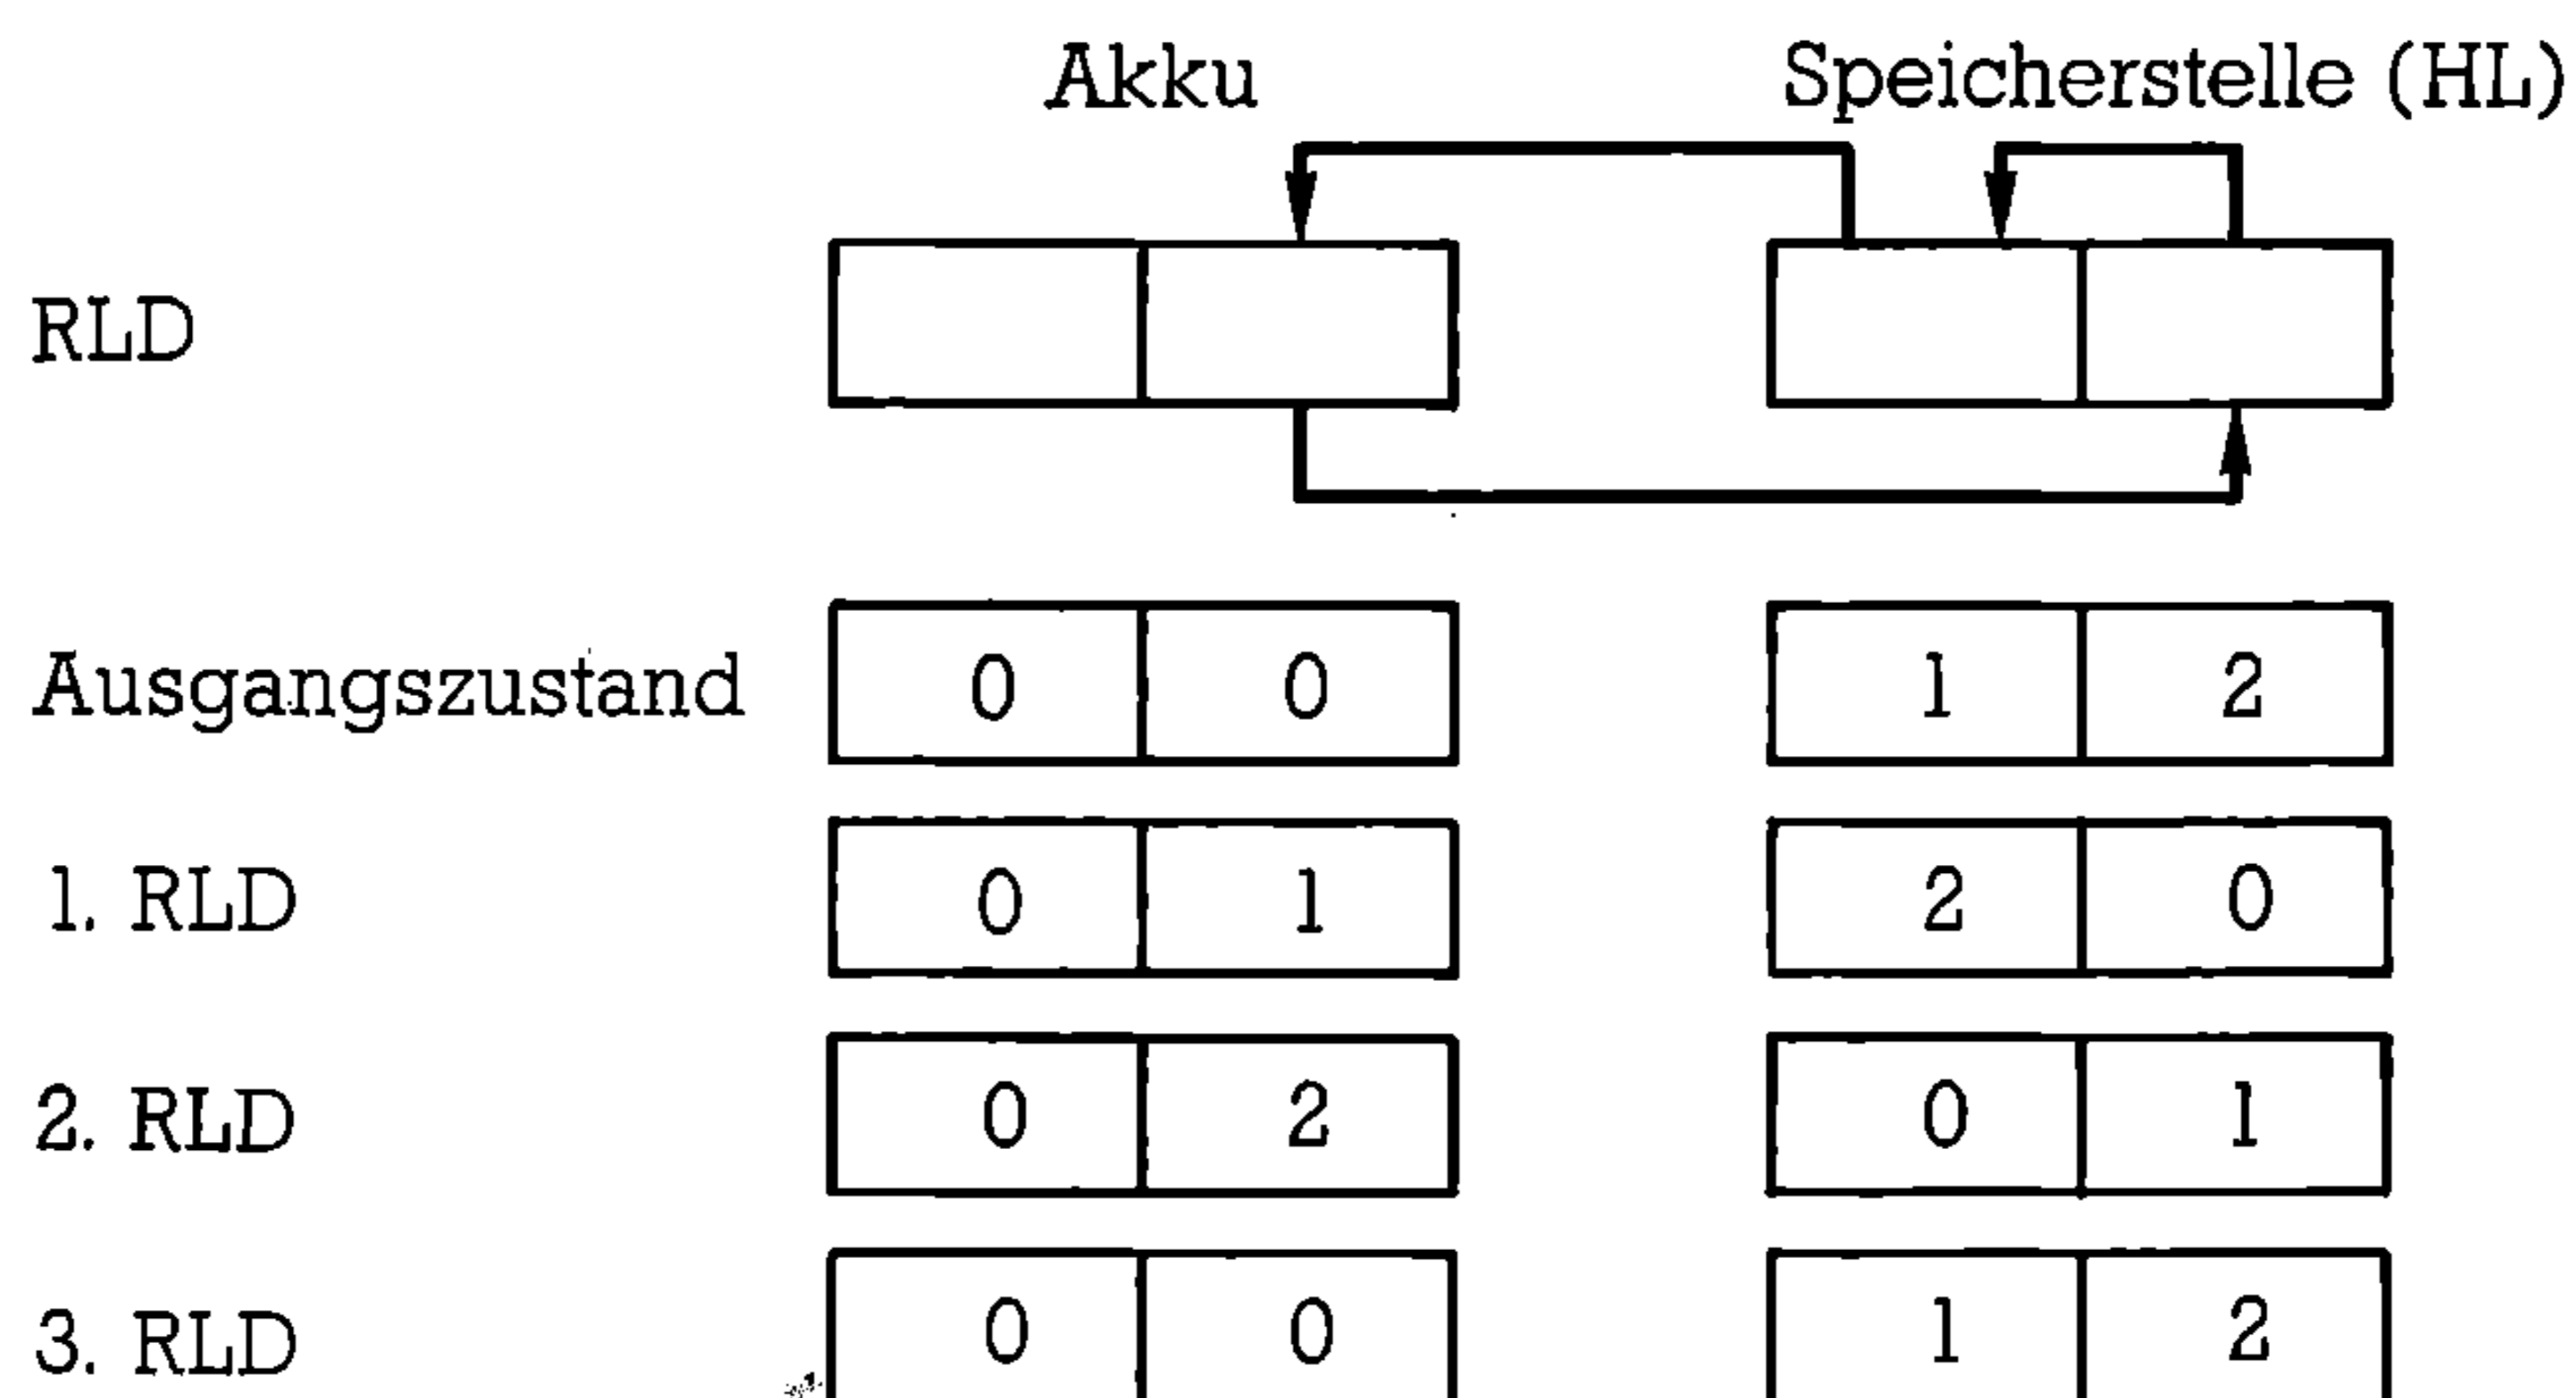 Akku Speicherstelle (HL)
RLD
Ausgangszustand 0 0 1 2
1. RLD 0 1 2 0
2. RLD 0 2 0 1
3. RLD 0 0 1 2